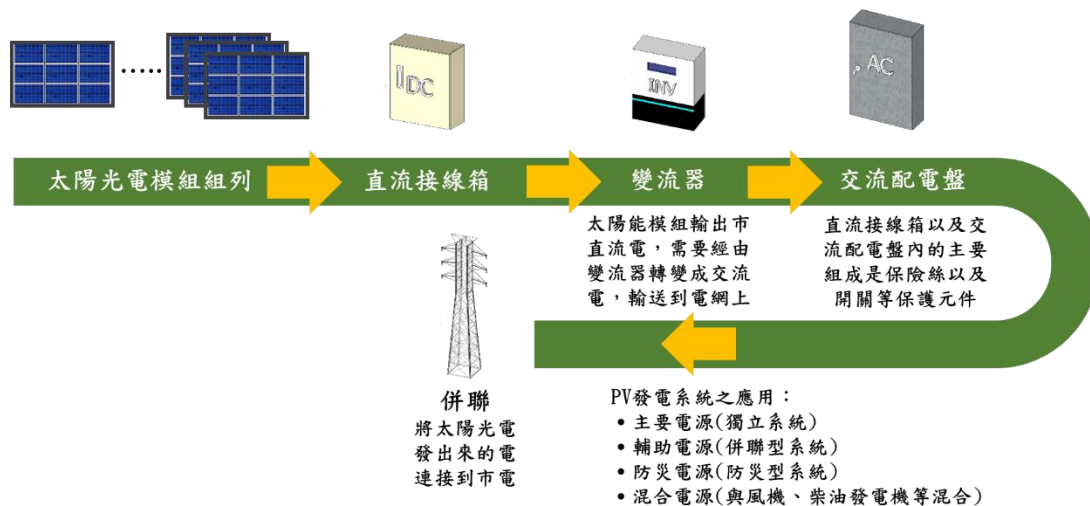 IDC
INV
AC
太陽光電模組組列
直流接線箱
變流器
交流配電盤
太陽能模組輸出市
直流電，需要經由
變流器轉變成交流
電，輸送到電網上
直流接線箱以及交
流配電盤內的主要
組成是保險絲以及
開關等保護元件
併聯
將太陽光電
發出來的電
連接到市電
PV發電系統之應用：
•主要電源(獨立系統)
•輔助電源(併聯型系統)
•防災電源(防災型系統)
•混合電源(與風機、柴油發電機等混合)